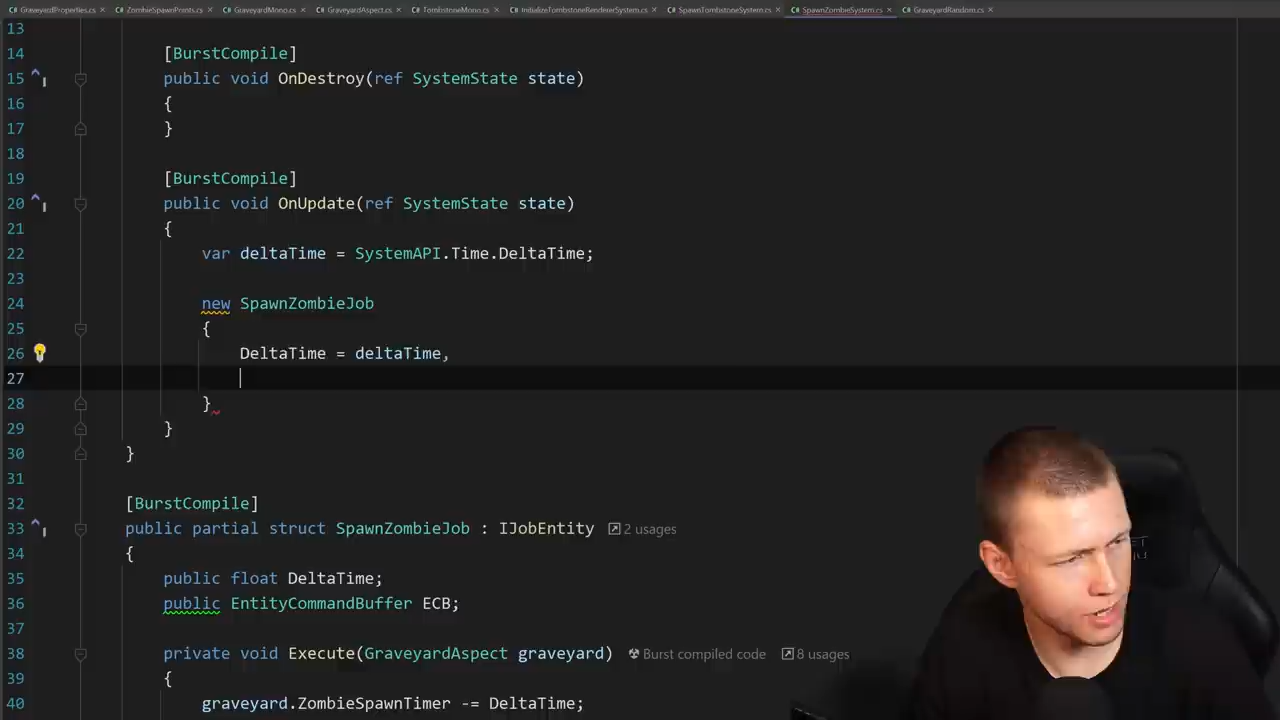 GraveyardProperties.cs × ZombieSpawnPoints.cs × GraveyardMono.cs × GraveyardAspect.cs × TombstoneMono.cs × InitializeTombstoneRendererSystem.cs × SpawnTombstoneSystem.cs × SpawnZombieSystem.cs × GraveyardRandom.cs ×
13
14 [BurstCompile]
15 public void OnDestroy(ref SystemState state)
16 {
17 }
18
19 [BurstCompile]
20 public void OnUpdate(ref SystemState state)
21 {
22 var deltaTime = SystemAPI.Time.DeltaTime;
23
24 new SpawnZombieJob
25 {
26 DeltaTime = deltaTime,
27
28 }
29 }
30 }
31
32 [BurstCompile]
33 public partial struct SpawnZombieJob : IJobEntity 2 usages
34 {
35 public float DeltaTime;
36 public EntityCommandBuffer ECB;
37
38 private void Execute(GraveyardAspect graveyard) Burst compiled code 8 usages
39 {
40 graveyard.ZombieSpawnTimer -= DeltaTime;